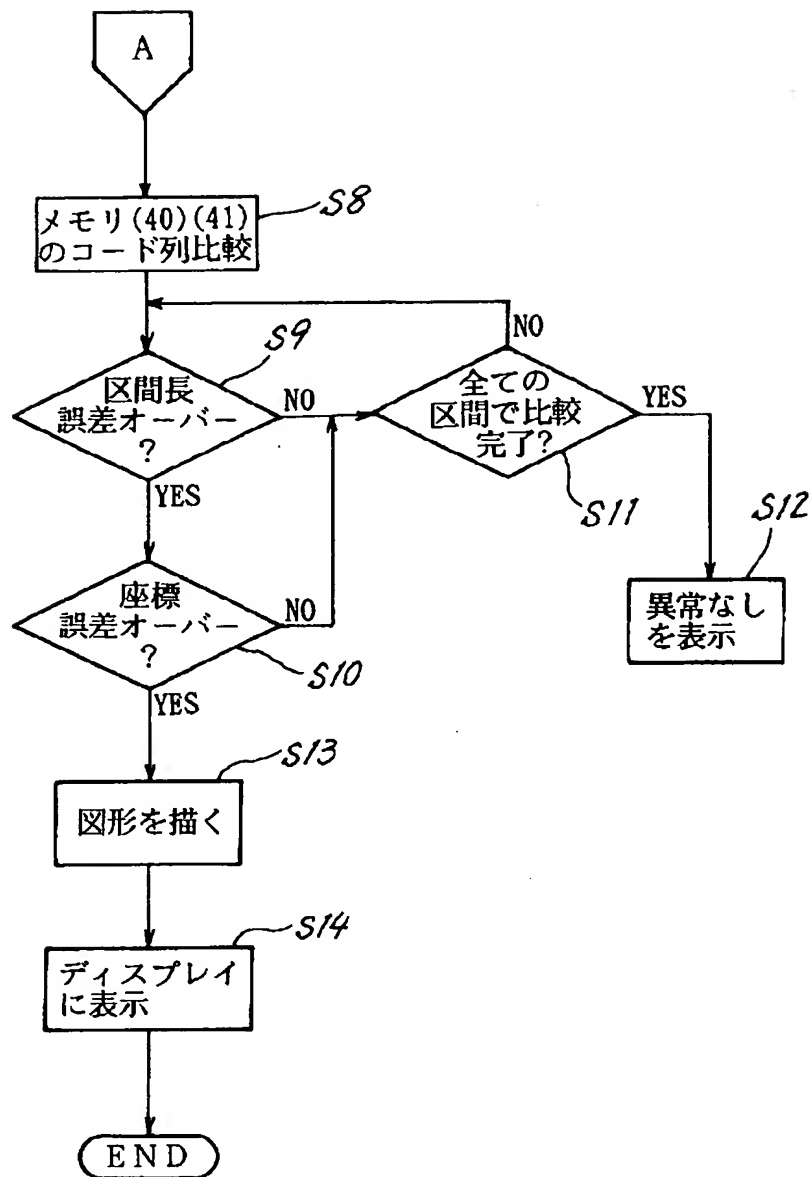 A
メモリ(40)(41)
のコード列比較
S8
NO
S9
区間長
誤差オーバー
?
NO
全ての
区間で比較
完了?
YES
S11
YES
S12
異常なし
を表示
座標
誤差オーバー
?
NO
S10
YES
S13
図形を描く
S14
ディスプレイ
に表示
END